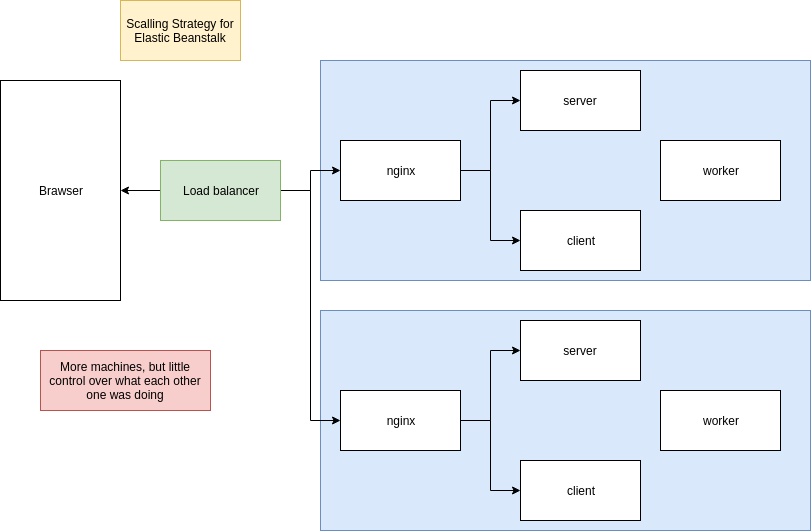 Scalling Strategy for
Elastic Beanstalk
server
nginx
worker
Brawser
Load balancer
client
server
More machines, but little
control over what each other
one was doing
nginx
worker
client